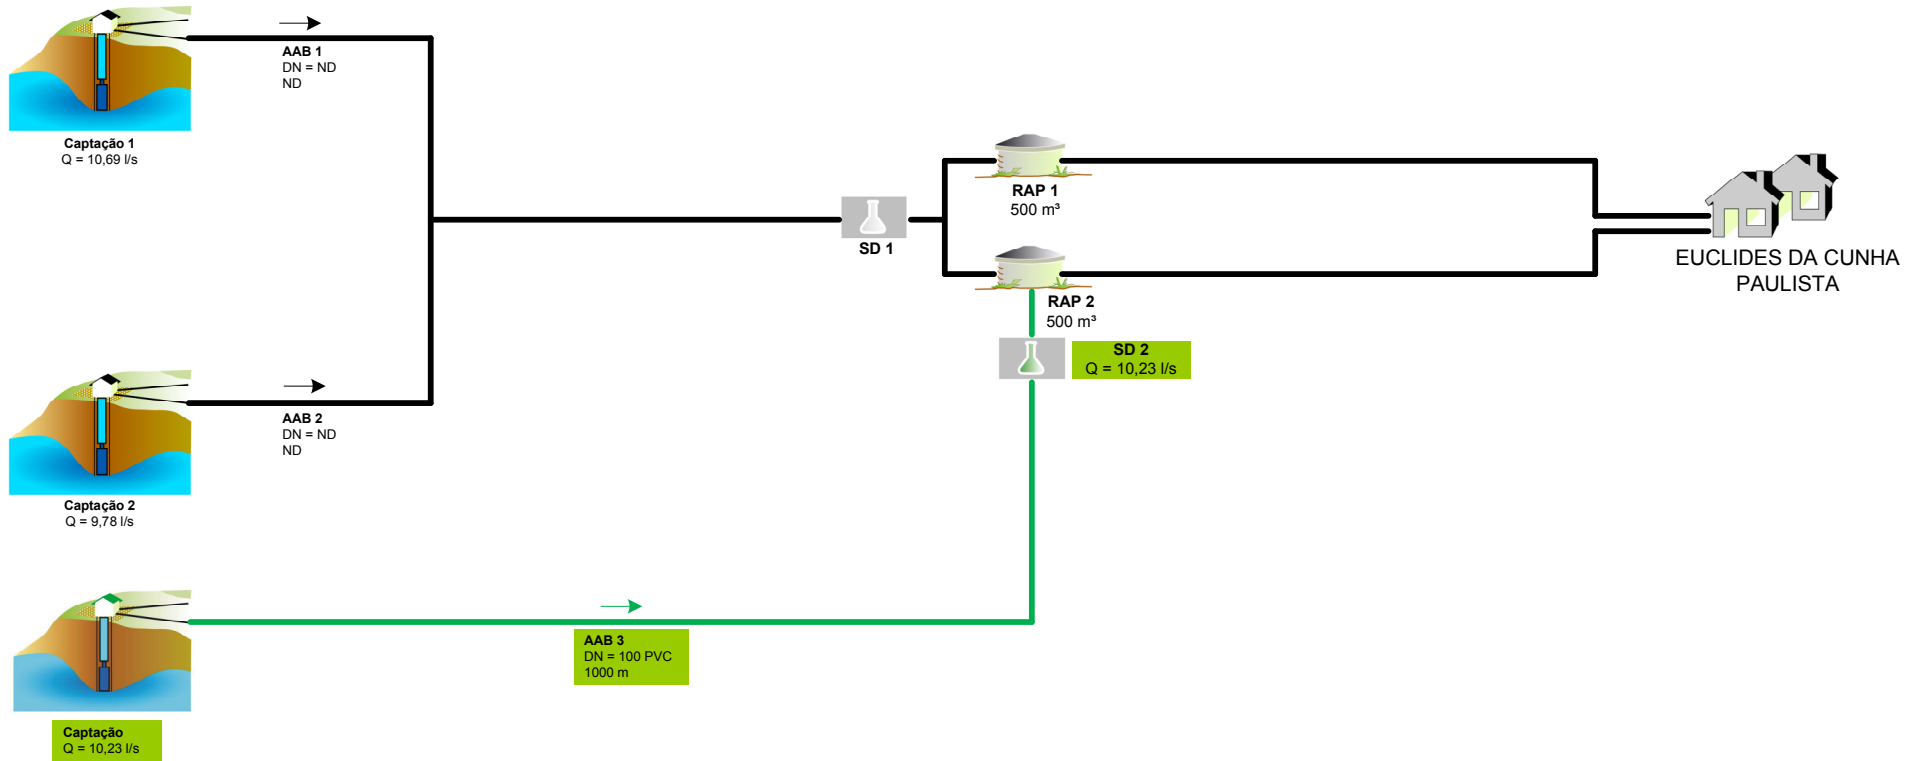 AAB 1
DN = ND
ND
Captação 1
Q = 10,69 l/s
RAP 1
500 m³
SD 1
EUCLIDES DA CUNHA
PAULISTA
RAP 2
500 m³
SD 2
Q = 10,23 l/s
AAB 2
DN = ND
ND
Captação 2
Q = 9,78 l/s
AAB 3
DN = 100 PVC
1000 m
Captação
Q = 10,23 l/s